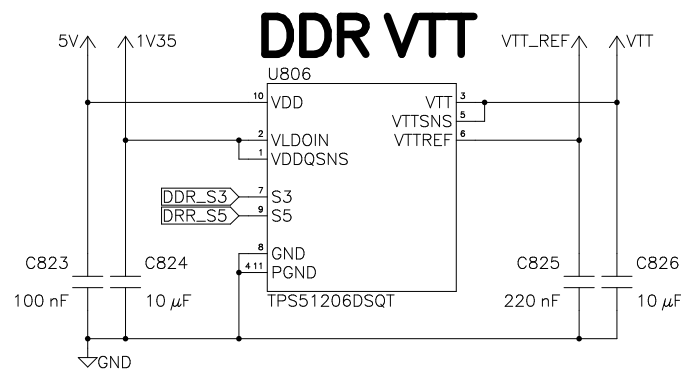 DDR VTT
5V
1V35
VTT_REF
VTT
U806
10 VDD
VTT 3
VTTSNS 5
2 VLDOIN
VTTREF 6
1 VDDQSNS
DDR_S3
7 S3
DRR_S5
9 S5
8 GND
4 11 PGND
C823
C824
C825
C826
100 nF
10 µF
TPS51206DSQT
220 nF
10 µF
GND